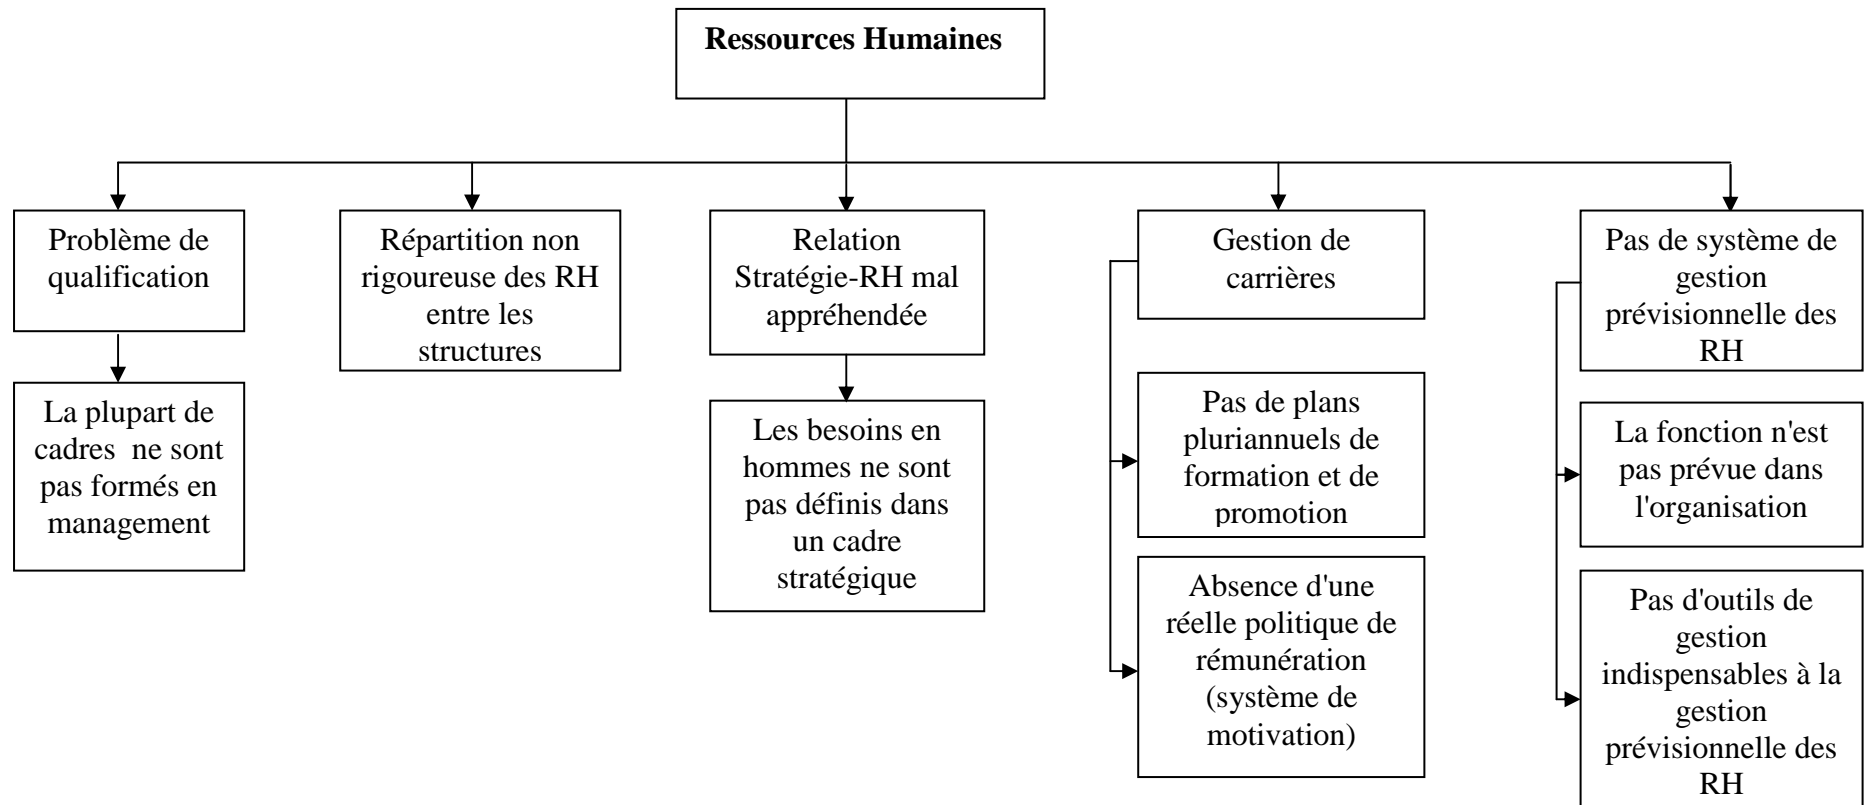 Ressources Humaines
Problème de
qualification
La plupart de
cadres  ne sont
pas formés en
management
Répartition non
rigoureuse des RH
entre les
structures
Relation
Stratégie-RH mal
appréhendée
Les besoins en
hommes ne sont
pas définis dans
un cadre
stratégique
Gestion de
carrières
Pas de plans
pluriannuels de
formation et de
promotion
Absence d'une
réelle politique de
rémunération
(système de
motivation)
Pas de système de
gestion
prévisionnelle des
RH
La fonction n'est
pas prévue dans
l'organisation
Pas d'outils de
gestion
indispensables à la
gestion
prévisionnelle des
RH